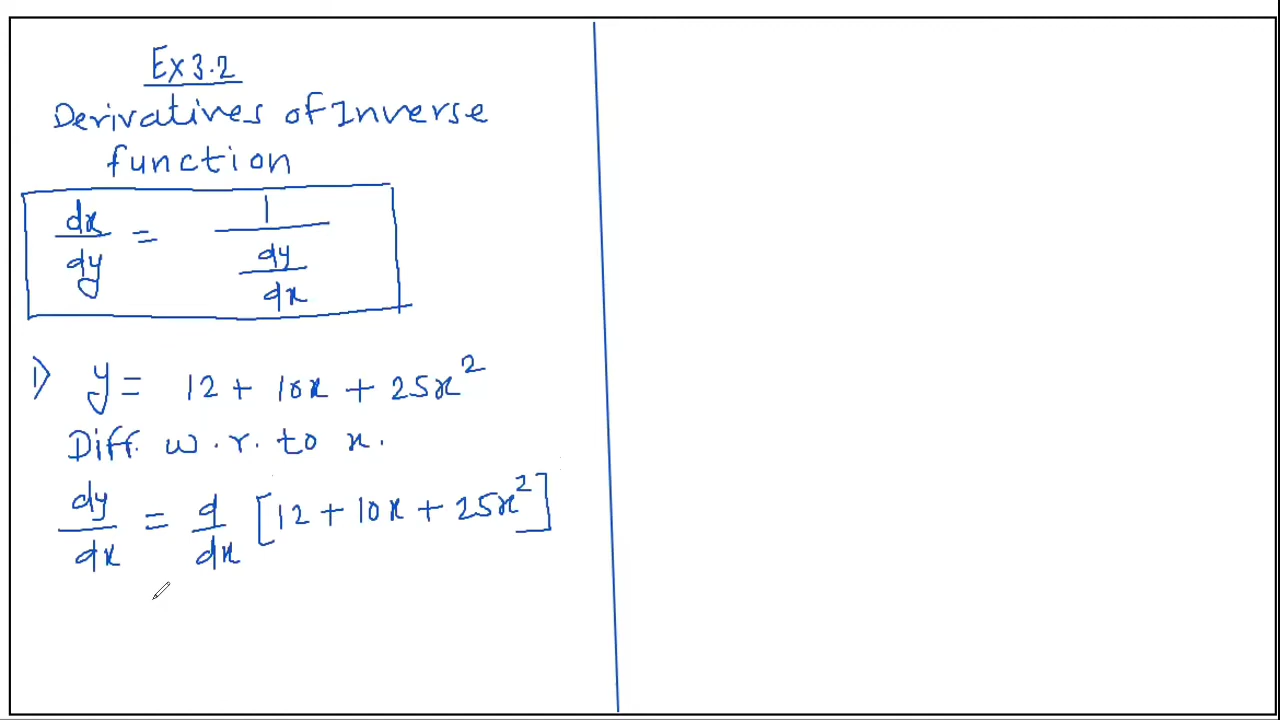 Ex 3.2
Derivatives of Inverse
function
dx/dy = 1/(dy/dx)
1) y = 12 + 10x + 25x²
Diff. w.r. to x.
dy/dx = d/dx [12 + 10x + 25x²]